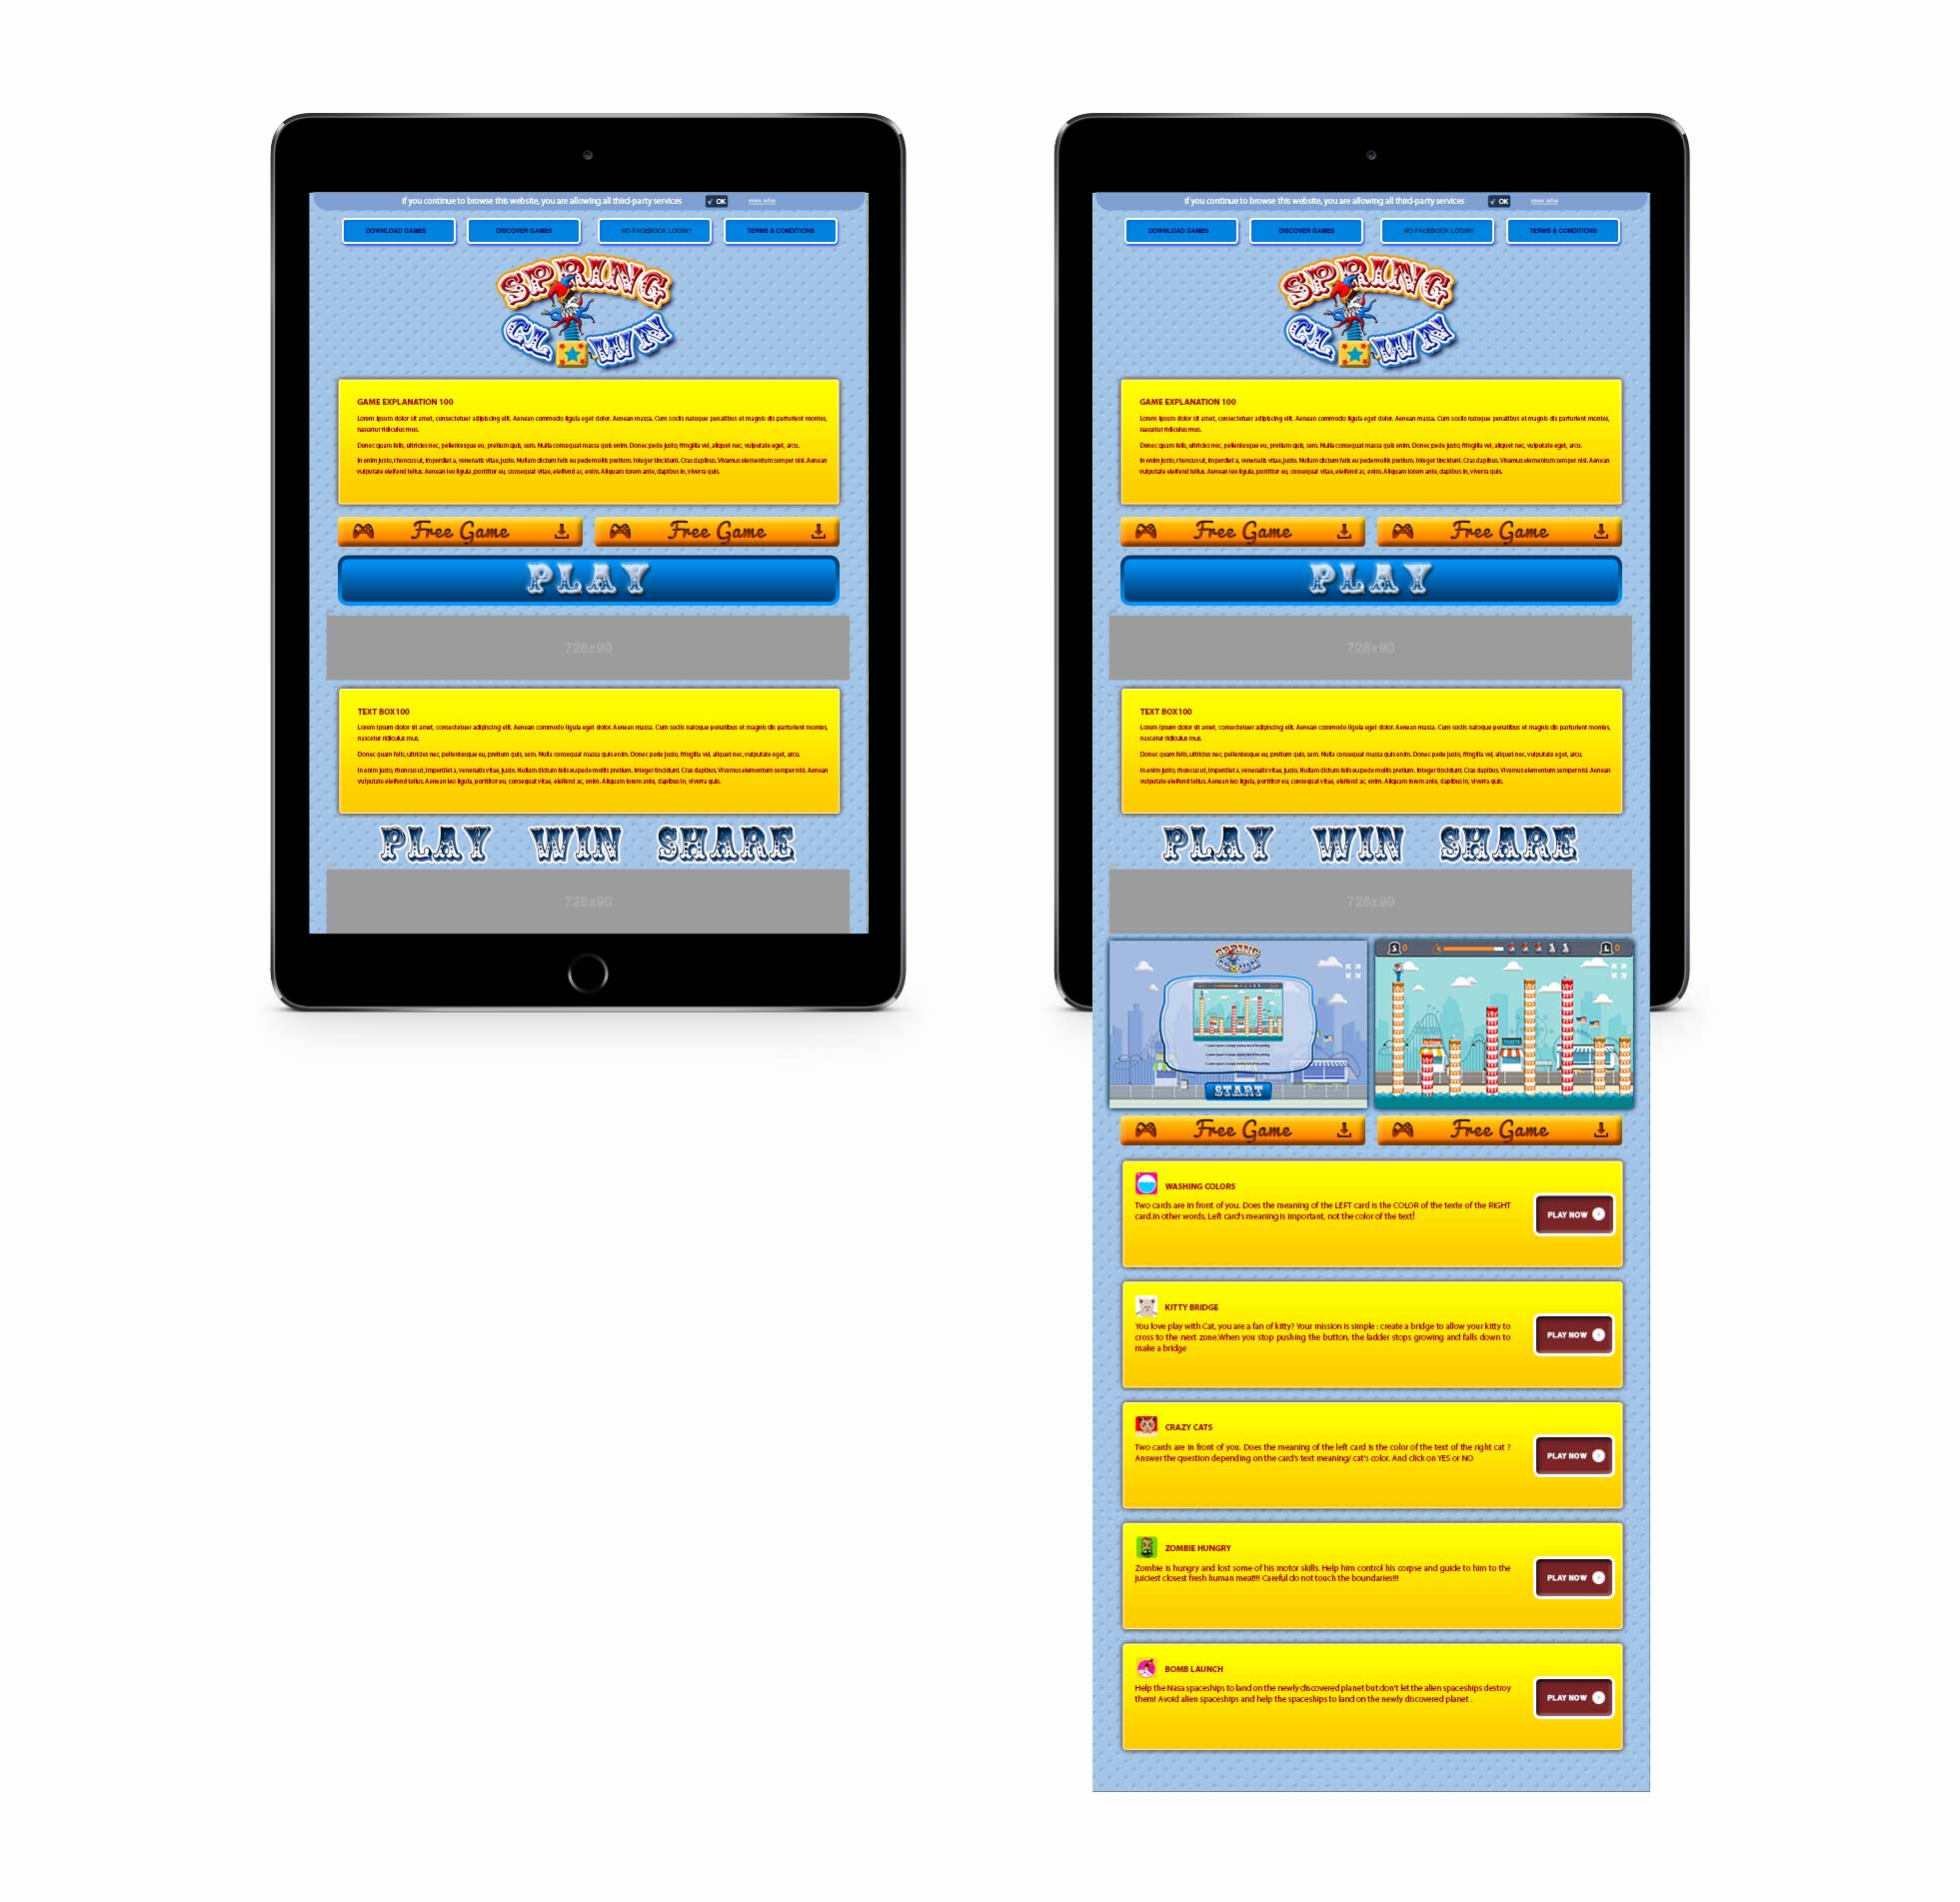 If you continue to browse this website, you are allowing all third-party services ✓ OK more infos
DOWNLOAD GAMES DISCOVER GAMES NO FACEBOOK LOGIN? TERMS & CONDITIONS
SPRING
CL WN
GAME EXPLANATION 100
Lorem ipsum dolor sit amet, consectetuer adipiscing elit. Aenean commodo ligula eget dolor. Aenean massa. Cum sociis natoque penatibus et magnis dis parturient montes,
nascetur ridiculus mus.
Donec quam felis, ultricies nec, pellentesque eu, pretium quis, sem. Nulla consequat massa quis enim. Donec pede justo, fringilla vel, aliquet nec, vulputate eget, arcu.
In enim justo, rhoncus ut, imperdiet a, venenatis vitae, justo. Nullam dictum felis eu pede mollis pretium. Integer tincidunt. Cras dapibus. Vivamus elementum semper nisi. Aenean
vulputate eleifend tellus. Aenean leo ligula, porttitor eu, consequat vitae, eleifend ac, enim. Aliquam lorem ante, dapibus in, viverra quis.
Free Game Free Game
PLAY
728x90
TEXT BOX100
Lorem ipsum dolor sit amet, consectetuer adipiscing elit. Aenean commodo ligula eget dolor. Aenean massa. Cum sociis natoque penatibus et magnis dis parturient montes,
nascetur ridiculus mus.
Donec quam felis, ultricies nec, pellentesque eu, pretium quis, sem. Nulla consequat massa quis enim. Donec pede justo, fringilla vel, aliquet nec, vulputate eget, arcu.
In enim justo, rhoncus ut, imperdiet a, venenatis vitae, justo. Nullam dictum felis eu pede mollis pretium. Integer tincidunt. Cras dapibus. Vivamus elementum semper nisi. Aenean
vulputate eleifend tellus. Aenean leo ligula, porttitor eu, consequat vitae, eleifend ac, enim. Aliquam lorem ante, dapibus in, viverra quis.
PLAY WIN SHARE
728x90
If you continue to browse this website, you are allowing all third-party services ✓ OK more infos
DOWNLOAD GAMES DISCOVER GAMES NO FACEBOOK LOGIN? TERMS & CONDITIONS
SPRING
CL WN
GAME EXPLANATION 100
Lorem ipsum dolor sit amet, consectetuer adipiscing elit. Aenean commodo ligula eget dolor. Aenean massa. Cum sociis natoque penatibus et magnis dis parturient montes,
nascetur ridiculus mus.
Donec quam felis, ultricies nec, pellentesque eu, pretium quis, sem. Nulla consequat massa quis enim. Donec pede justo, fringilla vel, aliquet nec, vulputate eget, arcu.
In enim justo, rhoncus ut, imperdiet a, venenatis vitae, justo. Nullam dictum felis eu pede mollis pretium. Integer tincidunt. Cras dapibus. Vivamus elementum semper nisi. Aenean
vulputate eleifend tellus. Aenean leo ligula, porttitor eu, consequat vitae, eleifend ac, enim. Aliquam lorem ante, dapibus in, viverra quis.
Free Game Free Game
PLAY
728x90
TEXT BOX100
Lorem ipsum dolor sit amet, consectetuer adipiscing elit. Aenean commodo ligula eget dolor. Aenean massa. Cum sociis natoque penatibus et magnis dis parturient montes,
nascetur ridiculus mus.
Donec quam felis, ultricies nec, pellentesque eu, pretium quis, sem. Nulla consequat massa quis enim. Donec pede justo, fringilla vel, aliquet nec, vulputate eget, arcu.
In enim justo, rhoncus ut, imperdiet a, venenatis vitae, justo. Nullam dictum felis eu pede mollis pretium. Integer tincidunt. Cras dapibus. Vivamus elementum semper nisi. Aenean
vulputate eleifend tellus. Aenean leo ligula, porttitor eu, consequat vitae, eleifend ac, enim. Aliquam lorem ante, dapibus in, viverra quis.
PLAY WIN SHARE
728x90
SPRING
S 0 L 0
TICKETS
START
Free Game Free Game
WASHING COLORS
Two cards are in front of you. Does the meaning of the LEFT card is the COLOR of the texte of the RIGHT
card.In other words, Left card's meaning is important, not the color of the text!
PLAY NOW
KITTY BRIDGE
You love play with Cat, you are a fan of kitty? Your mission is simple : create a bridge to allow your kitty to
cross to the next zone.When you stop pushing the button, the ladder stops growing and falls down to
make a bridge
PLAY NOW
CRAZY CATS
Two cards are in front of you. Does the meaning of the left card is the color of the text of the right cat ?
Answer the question depending on the card's text meaning/ cat's color. And click on YES or NO
PLAY NOW
ZOMBIE HUNGRY
Zombie is hungry and lost some of his motor skills. Help him control his corpse and guide to him to the
juiciest closest fresh human meat!!! Careful do not touch the boundaries!!!
PLAY NOW
BOMB LAUNCH
Help the Nasa spaceships to land on the newly discovered planet but don't let the alien spaceships destroy
them! Avoid alien spaceships and help the spaceships to land on the newly discovered planet .
PLAY NOW